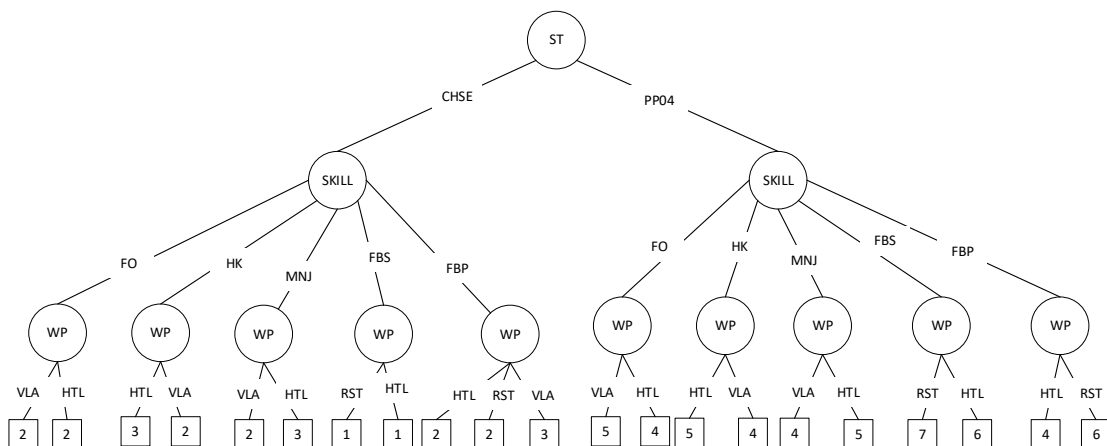 ST
CHSE PP04
SKILL SKILL
FO HK MNJ FBS FBP FO HK MNJ FBS FBP
WP WP WP WP WP WP WP WP WP WP
VLA HTL HTL VLA VLA HTL RST HTL HTL RST VLA VLA HTL HTL VLA VLA HTL RST HTL HTL RST
2 2 3 2 2 3 1 1 2 2 3 5 4 5 4 4 5 7 6 4 6